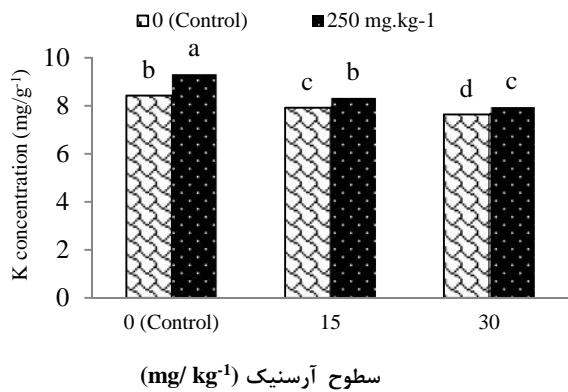 0 (Control) 250 mg.kg-1
K concentration (mg/g⁻¹)
10
8
6
4
2
0
b a c b d c
0 (Control) 15 30
سطوح آرسنیک (mg/ kg⁻¹)